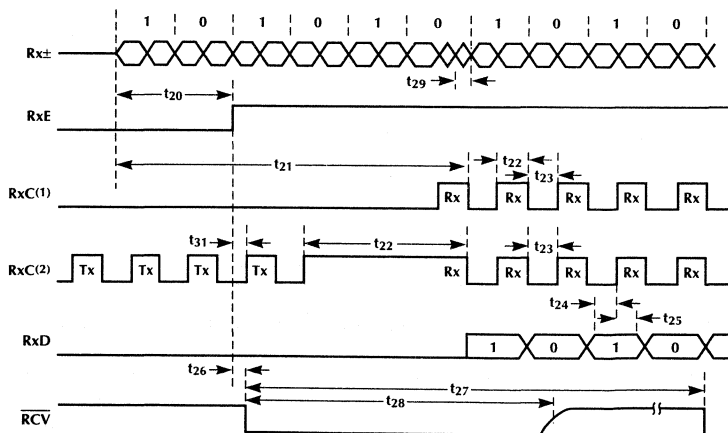 1 0 1 0 1 0 1 0 1 0
Rx±
t29
t20
RxE
t21
t22
t23
RxC(1)
Rx Rx Rx Rx Rx
t31
t22
t23
RxC(2)
Tx Tx Tx Tx Rx Rx Rx Rx Rx
t24
t25
RxD
1 0 1 0
t26
t27
t28
RCV